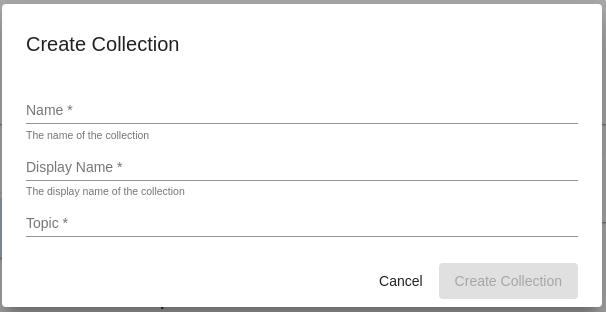 Create Collection
Name *
The name of the collection
Display Name *
The display name of the collection
Topic *
Cancel
Create Collection